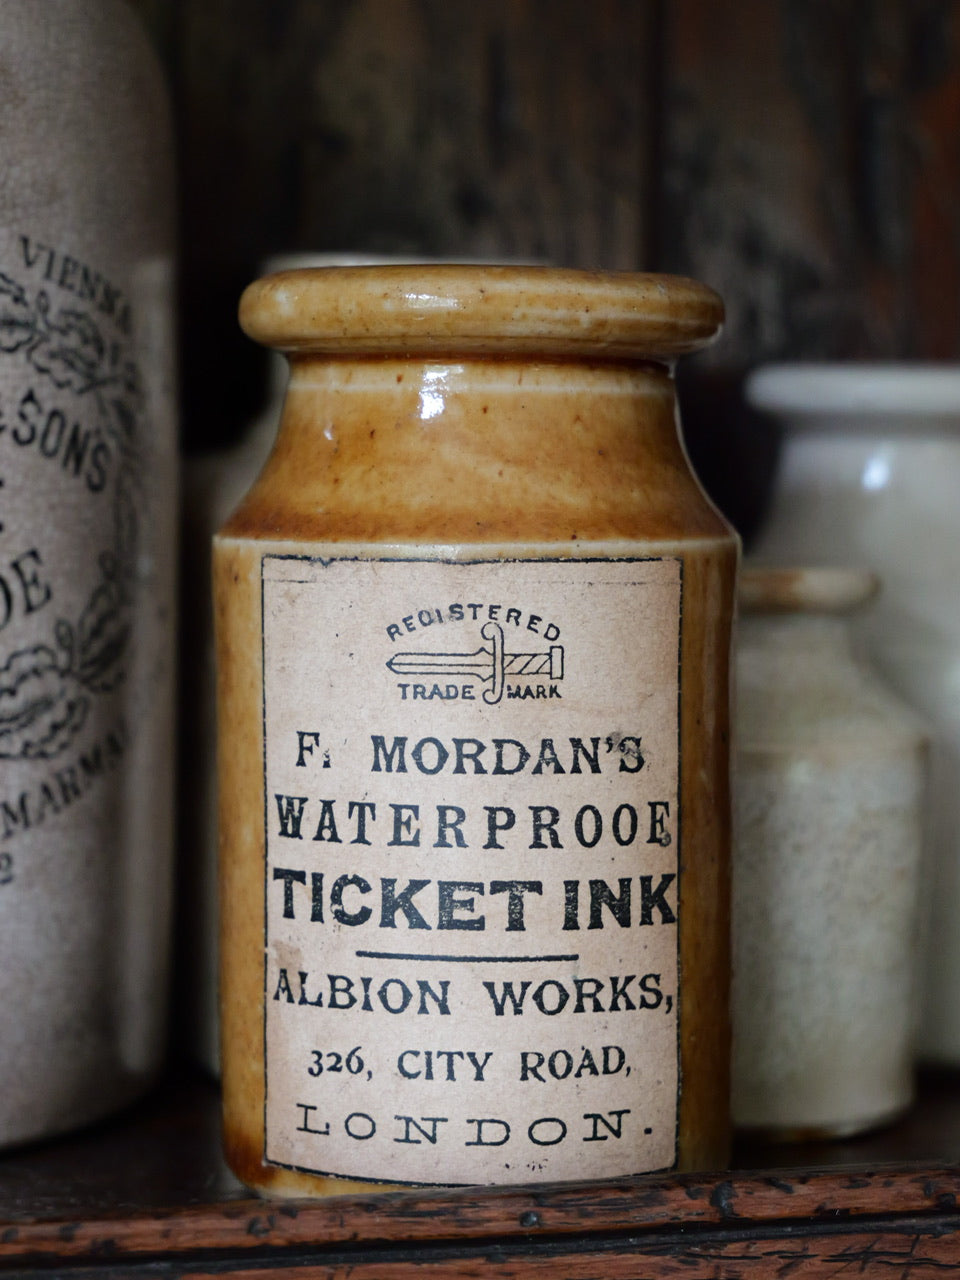 VIENNA
& SONS
MARMA
REGISTERED
TRADE MARK
F. MORDAN'S
WATERPROOF
TICKET INK
ALBION WORKS,
326, CITY ROAD,
LONDON.